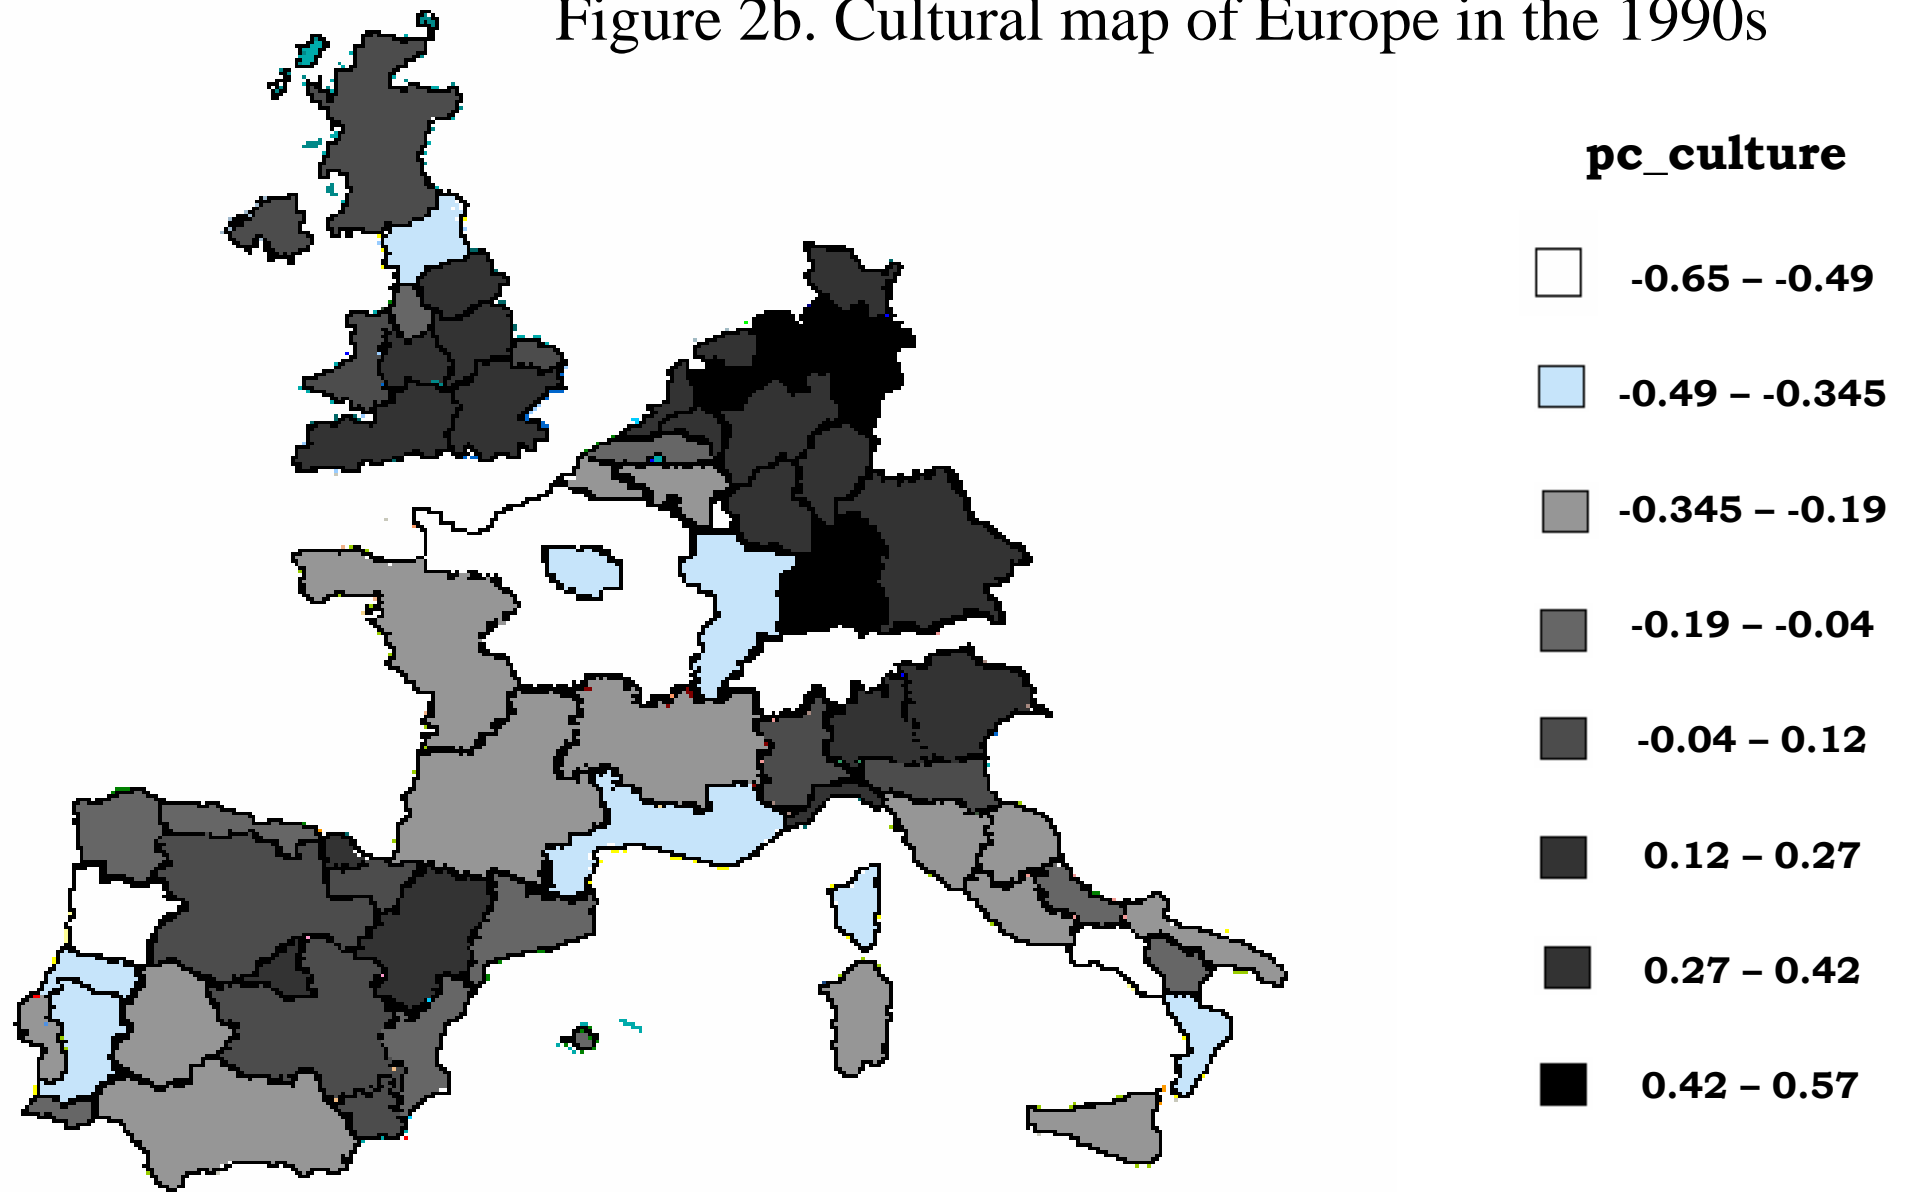 Figure 2b. Cultural map of Europe in the 1990s
pc_culture
-0.65 – -0.49
-0.49 – -0.345
-0.345 – -0.19
-0.19 – -0.04
-0.04 – 0.12
0.12 – 0.27
0.27 – 0.42
0.42 – 0.57